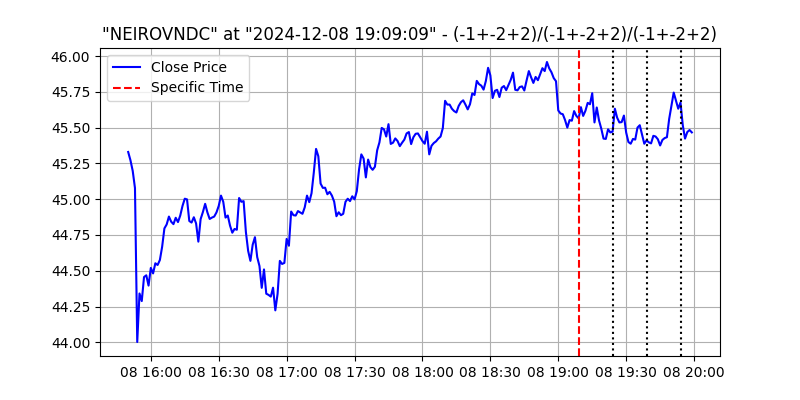 "NEIROVNDC" at "2024-12-08 19:09:09" - (-1+-2+2)/(-1+-2+2)/(-1+-2+2)
Close Price
Specific Time
46.00
45.75
45.50
45.25
45.00
44.75
44.50
44.25
44.00
08 16:00 08 16:30 08 17:00 08 17:30 08 18:00 08 18:30 08 19:00 08 19:30 08 20:00